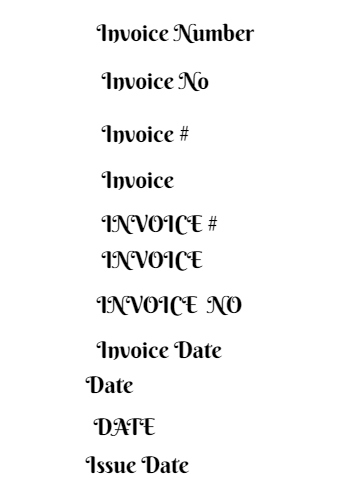 Invoice Number
Invoice No
Invoice #
Invoice
INVOICE #
INVOICE
INVOICE NO
Invoice Date
Date
DATE
Issue Date